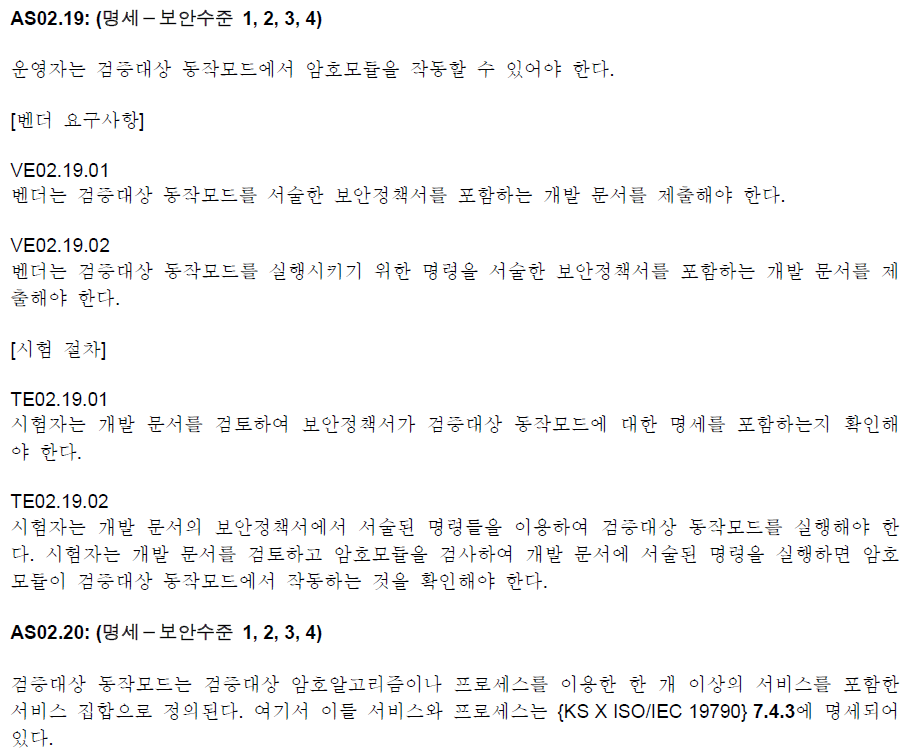 AS02.19: (명세 – 보안수준 1, 2, 3, 4)
운영자는 검증대상 동작모드에서 암호모듈을 작동할 수 있어야 한다.
[벤더 요구사항]
VE02.19.01
벤더는 검증대상 동작모드를 서술한 보안정책서를 포함하는 개발 문서를 제출해야 한다.
VE02.19.02
벤더는 검증대상 동작모드를 실행시키기 위한 명령을 서술한 보안정책서를 포함하는 개발 문서를 제
출해야 한다.
[시험 절차]
TE02.19.01
시험자는 개발 문서를 검토하여 보안정책서가 검증대상 동작모드에 대한 명세를 포함하는지 확인해
야 한다.
TE02.19.02
시험자는 개발 문서의 보안정책서에서 서술된 명령들을 이용하여 검증대상 동작모드를 실행해야 한
다. 시험자는 개발 문서를 검토하고 암호모듈을 검사하여 개발 문서에 서술된 명령을 실행하면 암호
모듈이 검증대상 동작모드에서 작동하는 것을 확인해야 한다.
AS02.20: (명세 – 보안수준 1, 2, 3, 4)
검증대상 동작모드는 검증대상 암호알고리즘이나 프로세스를 이용한 한 개 이상의 서비스를 포함한
서비스 집합으로 정의된다. 여기서 이들 서비스와 프로세스는 {KS X ISO/IEC 19790} 7.4.3에 명세되어
있다.